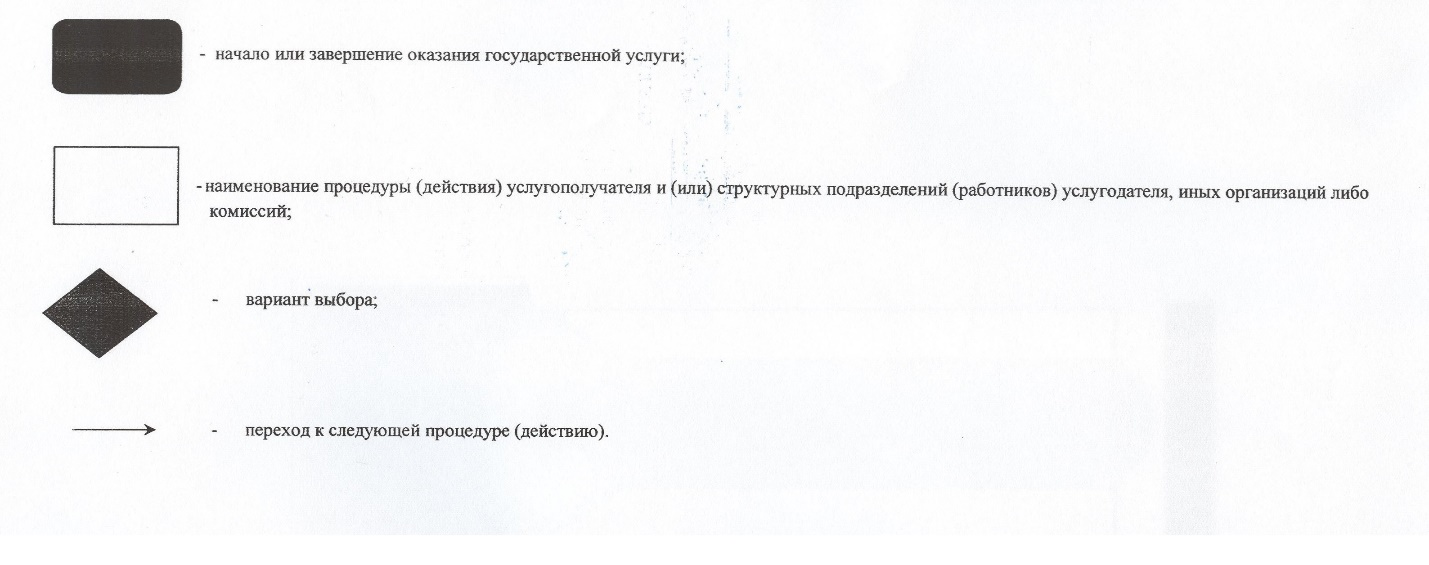 - начало или завершение оказания государственной услуги;
- наименование процедуры (действия) услугополучателя и (или) структурных подразделений (работников) услугодателя, иных организаций либо
комиссий;
- вариант выбора;
- переход к следующей процедуре (действию).